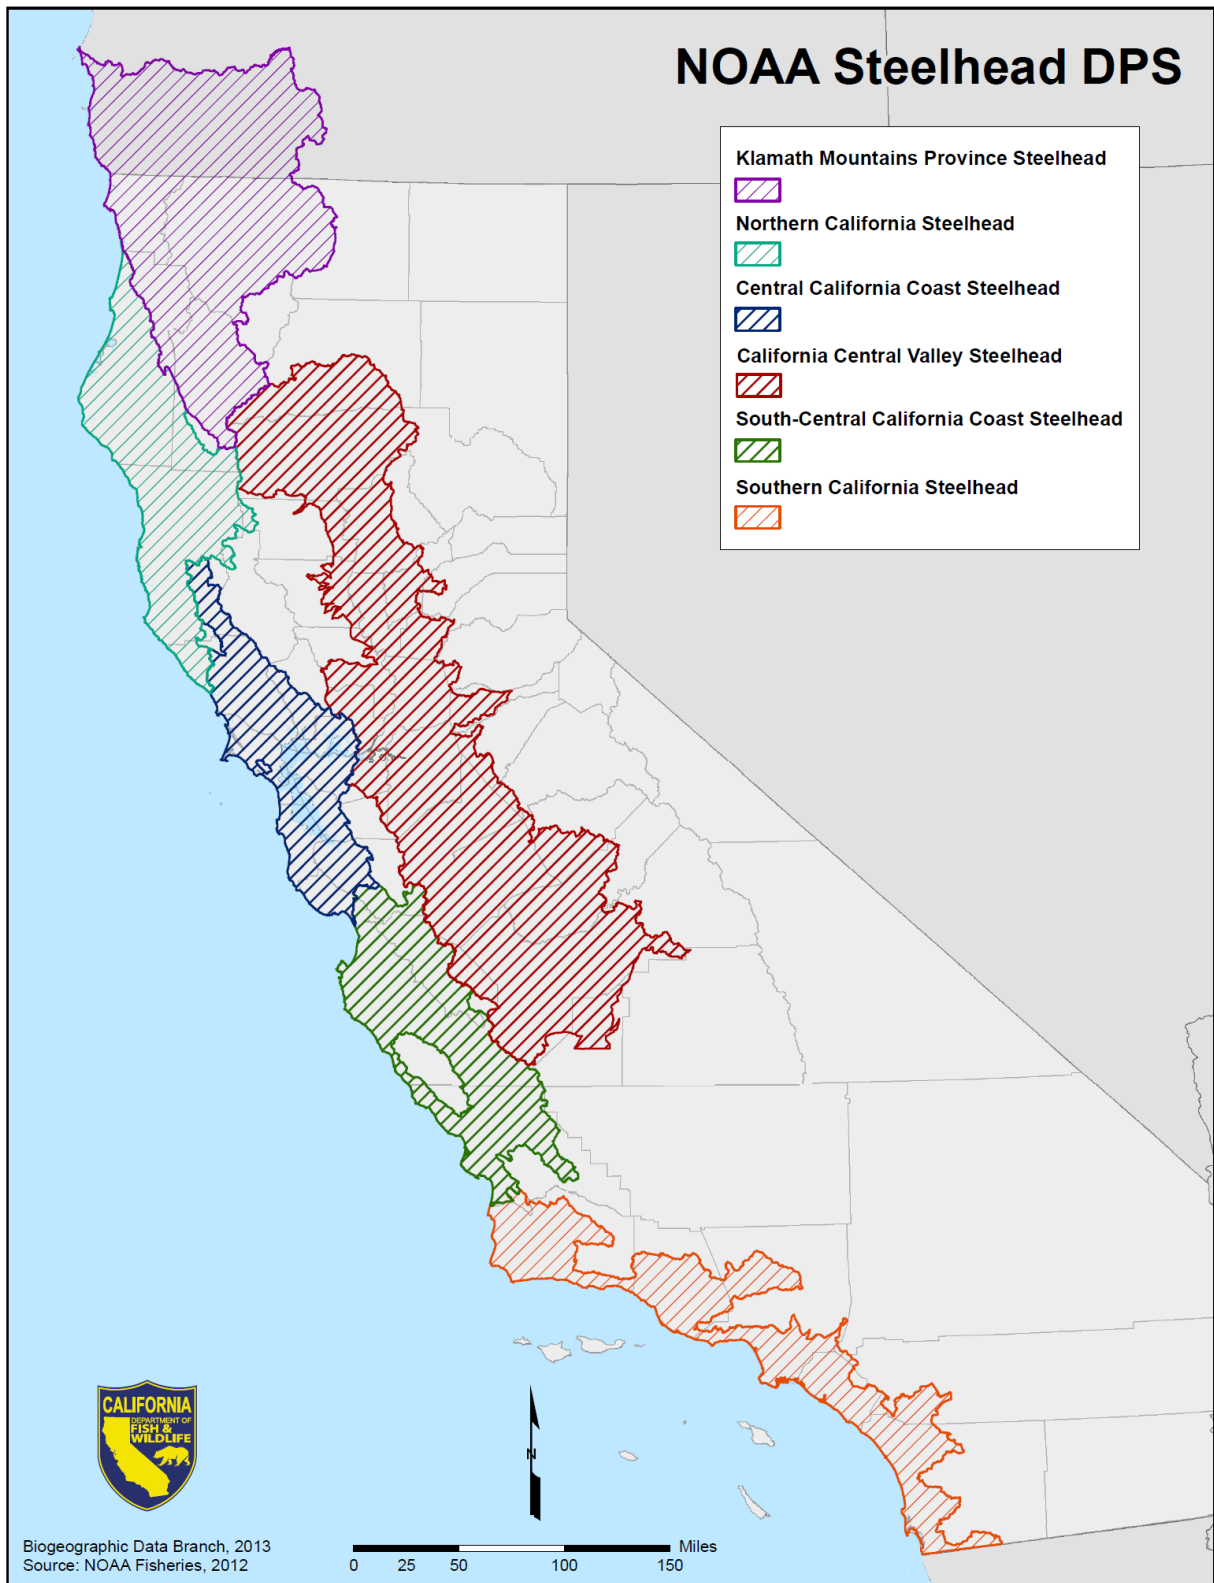 NOAA Steelhead DPS
Klamath Mountains Province Steelhead
Northern California Steelhead
Central California Coast Steelhead
California Central Valley Steelhead
South-Central California Coast Steelhead
Southern California Steelhead
CALIFORNIA
DEPARTMENT OF
FISH &
WILDLIFE
N
Biogeographic Data Branch, 2013
Source: NOAA Fisheries, 2012
Miles
0 25 50 100 150